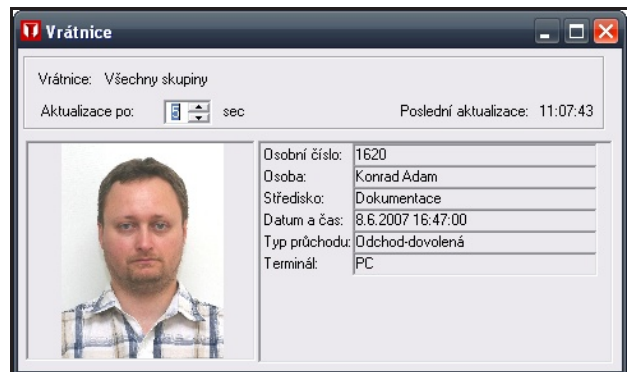 Vrátnice
Vrátnice: Všechny skupiny
Aktualizace po: 5 sec Poslední aktualizace: 11:07:43
Osobní číslo: 1620
Osoba: Konrad Adam
Středisko: Dokumentace
Datum a čas: 8.6.2007 16:47:00
Typ průchodu: Odchod-dovolená
Terminál: PC